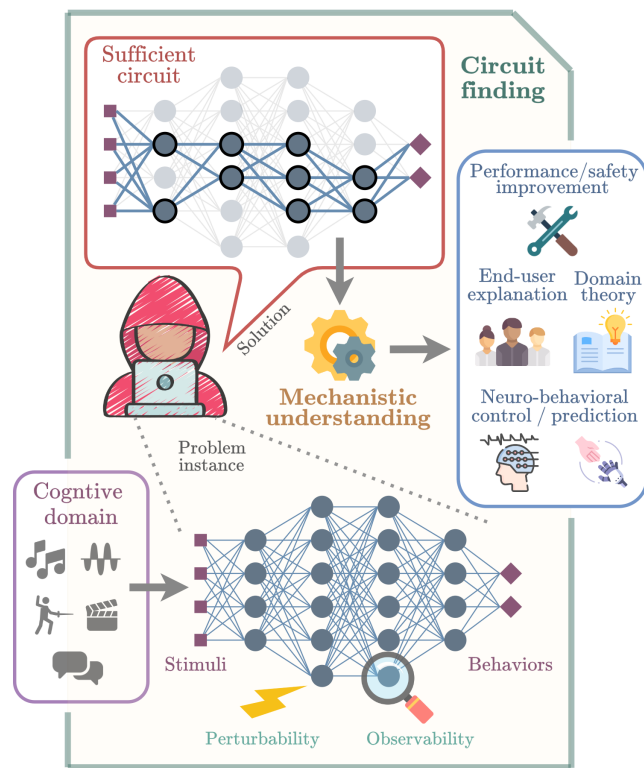 Sufficient
circuit
Circuit
finding
Performance/safety
improvement
End-user
explanation
Domain
theory
Neuro-behavioral
control / prediction
Solution
Mechanistic
understanding
Problem
instance
Cogntive
domain
Stimuli
Behaviors
Perturbability
Observability